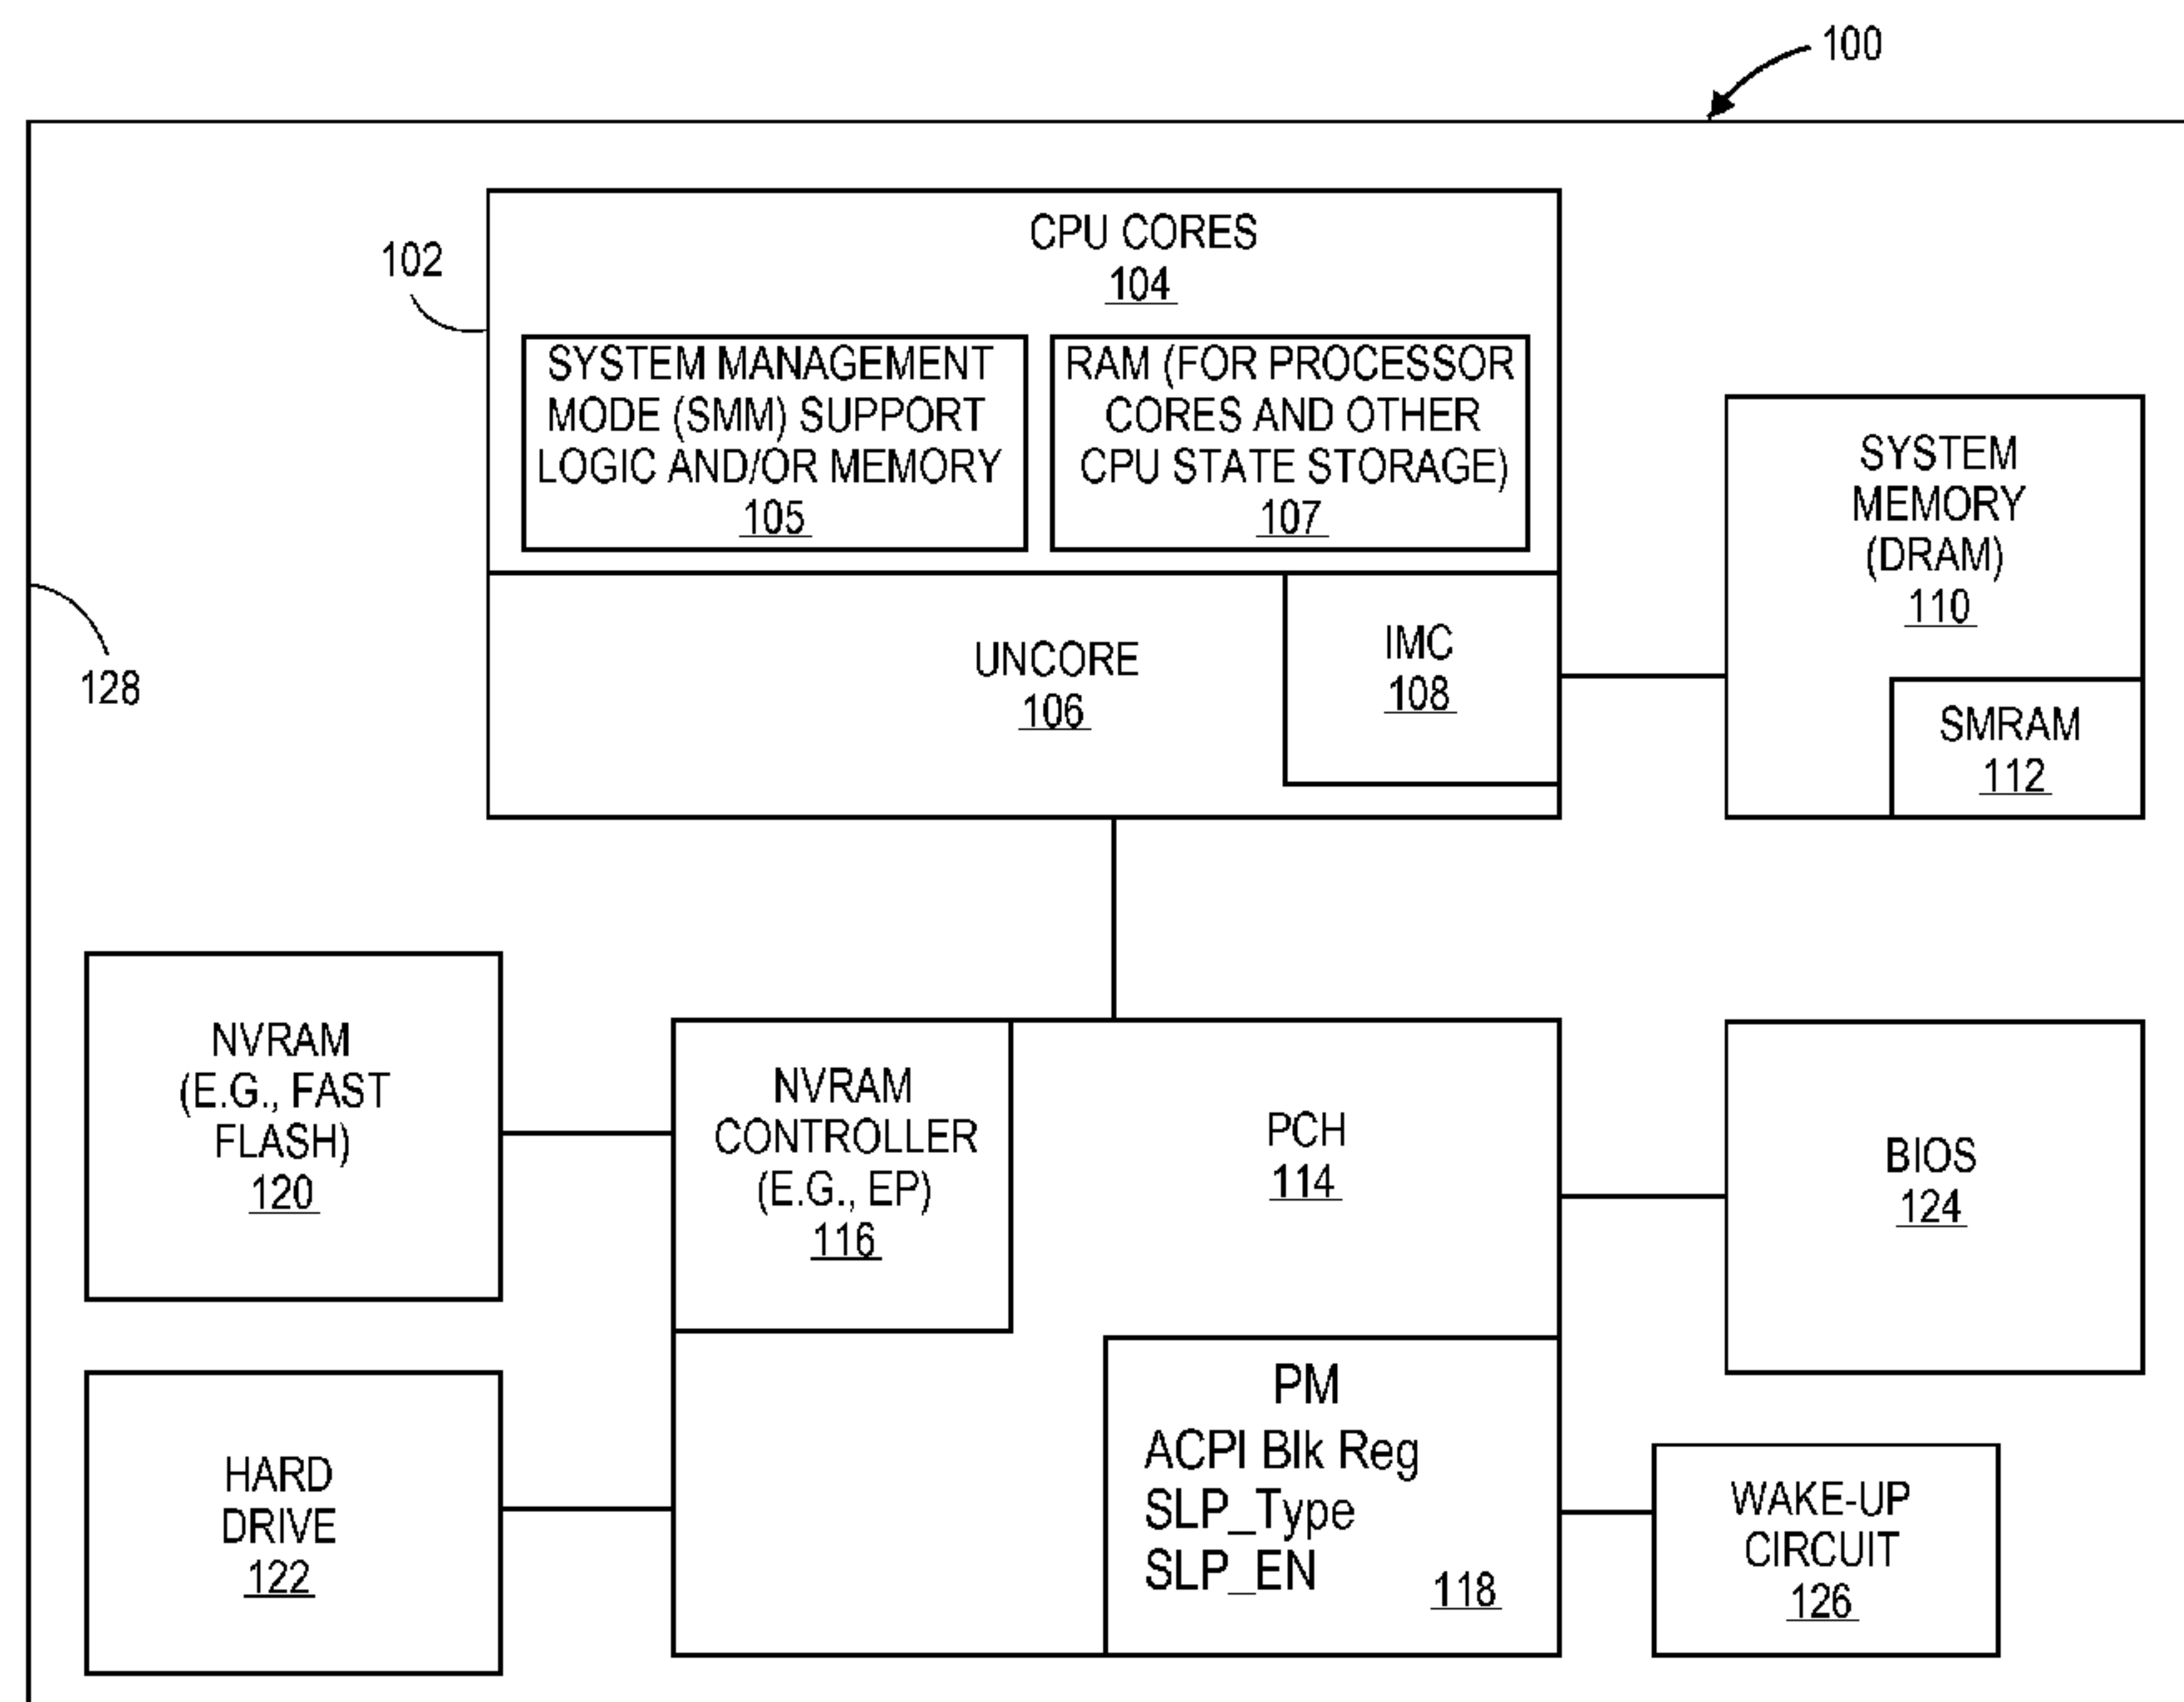 100
102
CPU CORES
104
SYSTEM MANAGEMENT
MODE (SMM) SUPPORT
LOGIC AND/OR MEMORY
105
RAM (FOR PROCESSOR
CORES AND OTHER
CPU STATE STORAGE)
107
SYSTEM
MEMORY
(DRAM)
110
SMRAM
112
UNCORE
106
IMC
108
128
NVRAM
(E.G., FAST
FLASH)
120
NVRAM
CONTROLLER
(E.G., EP)
116
PCH
114
BIOS
124
HARD
DRIVE
122
PM
ACPI Blk Reg
SLP_Type
SLP_EN
118
WAKE-UP
CIRCUIT
126